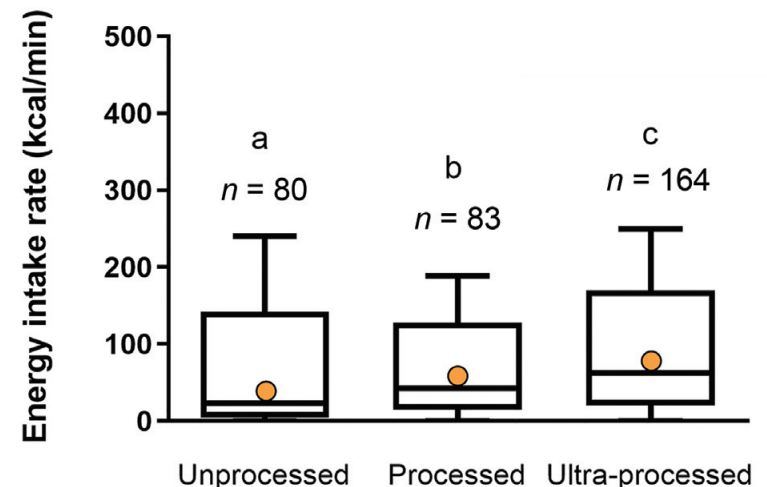 Energy intake rate (kcal/min)
500
400
300
200
100
0
a
n = 80
b
n = 83
c
n = 164
Unprocessed
Processed
Ultra-processed